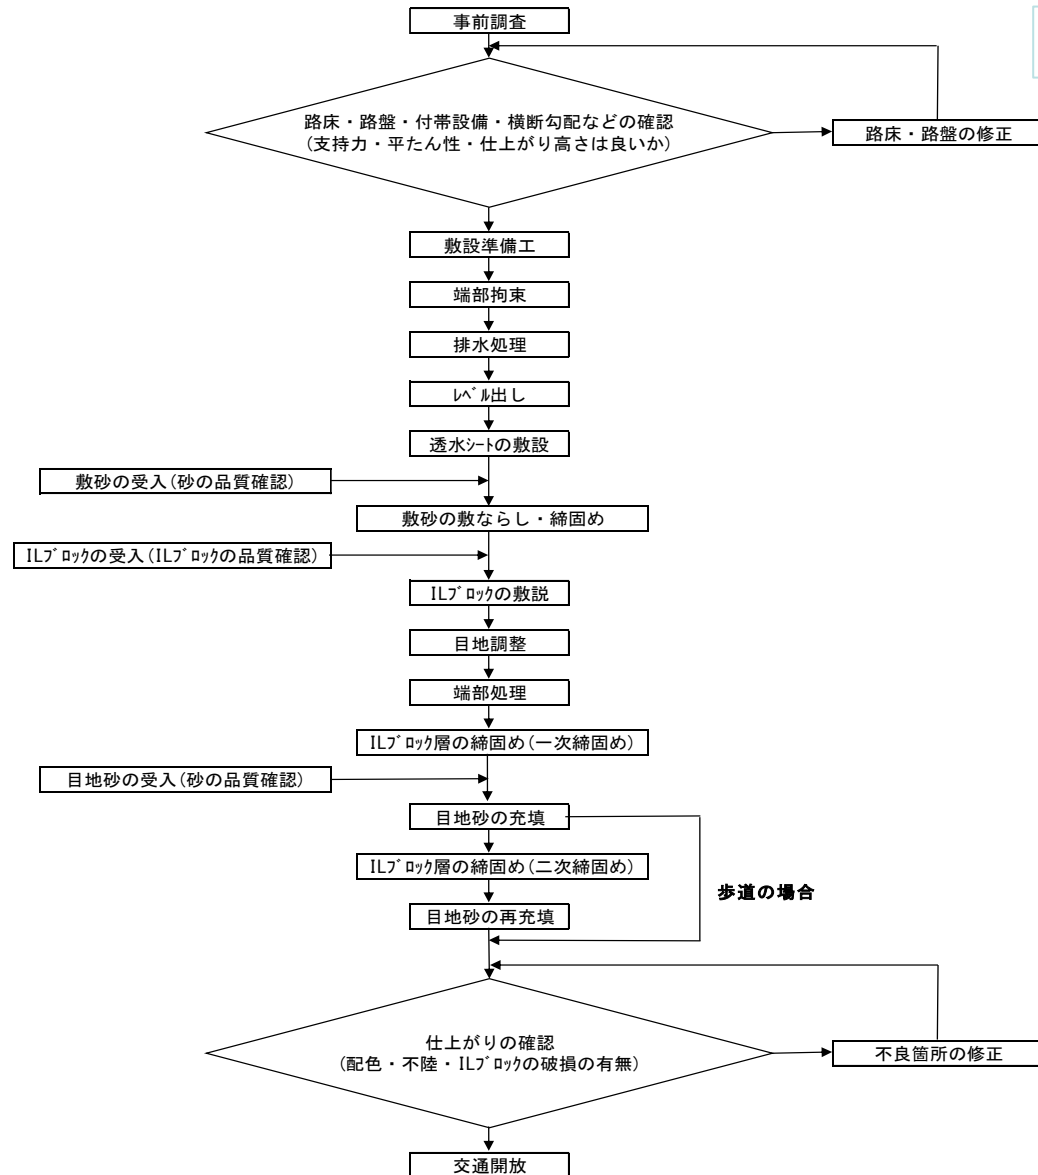 事前調査
路床・路盤・付帯設備・横断勾配などの確認
(支持力・平たん性・仕上がり高さは良いか)
路床・路盤の修正
敷設準備工
端部拘束
排水処理
ﾚﾍﾞﾙ出し
透水ｼｰﾄの敷設
敷砂の受入(砂の品質確認)
敷砂の敷ならし・締固め
ILﾌﾞﾛｯｸの受入(ILﾌﾞﾛｯｸの品質確認)
ILﾌﾞﾛｯｸの敷説
目地調整
端部処理
ILﾌﾞﾛｯｸ層の締固め(一次締固め)
目地砂の受入(砂の品質確認)
目地砂の充填
ILﾌﾞﾛｯｸ層の締固め(二次締固め)
歩道の場合
目地砂の再充填
仕上がりの確認
(配色・不陸・ILﾌﾞﾛｯｸの破損の有無)
不良箇所の修正
交通開放